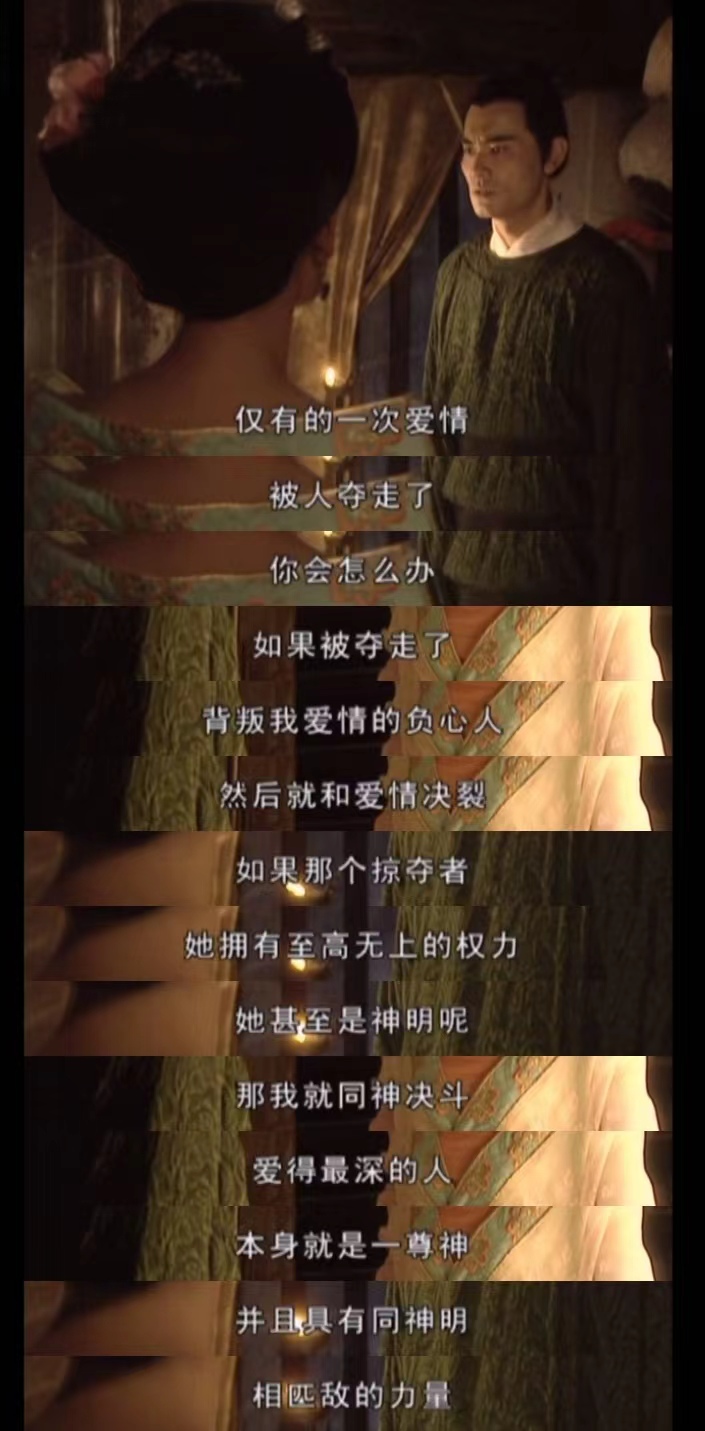 仅有的一次爱情
被人夺走了
你会怎么办
如果被夺走了
背叛我爱情的负心人
然后就和爱情决裂
如果那个掠夺者
她拥有至高无上的权力
她甚至是神明呢
那我就同神决斗
爱得最深的人
本身就是一尊神
并且具有同神明
相匹敌的力量